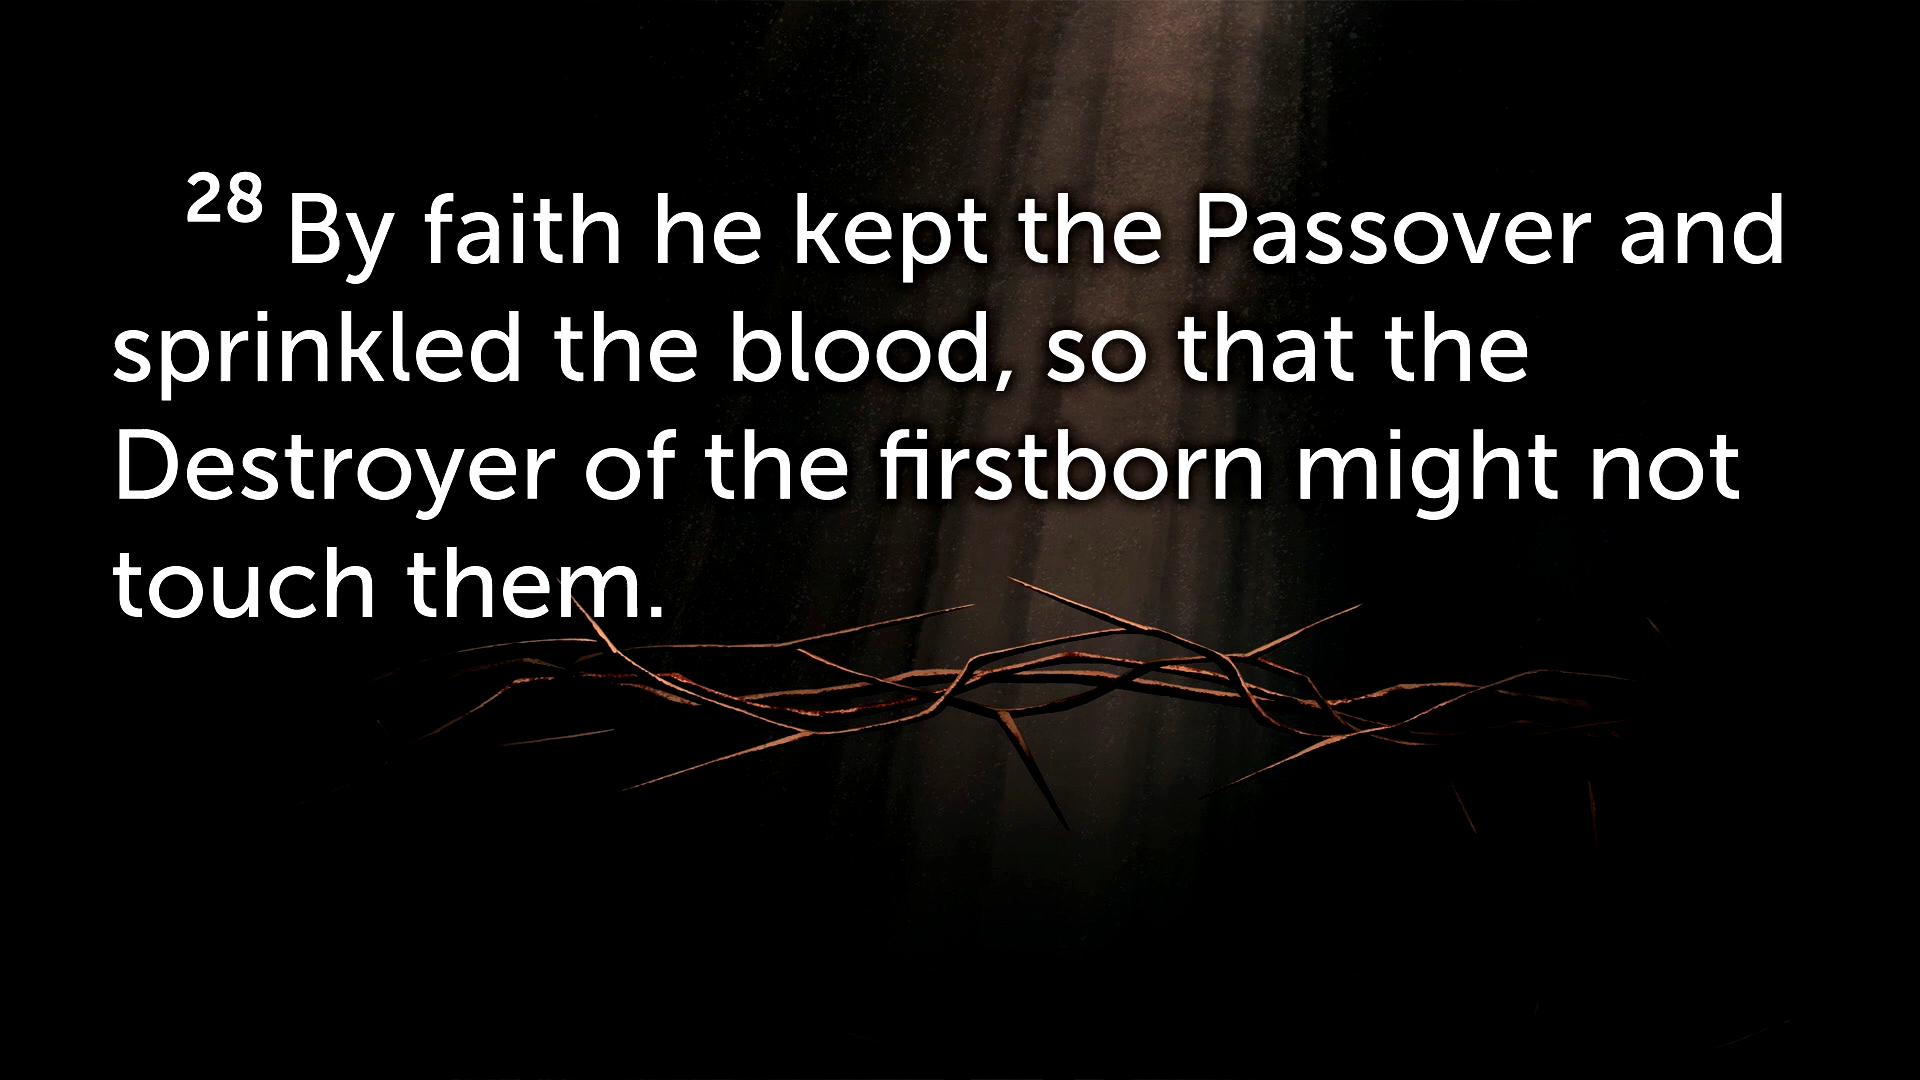 28 By faith he kept the Passover and
sprinkled the blood, so that the
Destroyer of the firstborn might not
touch them.